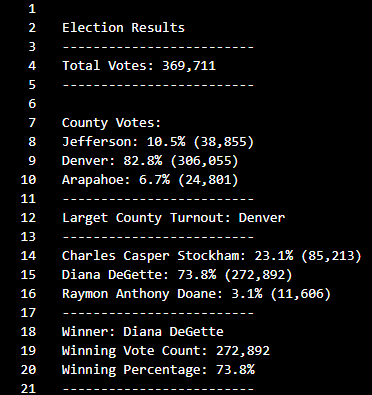 1
2 Election Results
3 -------------------------
4 Total Votes: 369,711
5 -------------------------
6
7 County Votes:
8 Jefferson: 10.5% (38,855)
9 Denver: 82.8% (306,055)
10 Arapahoe: 6.7% (24,801)
11 -------------------------
12 Larget County Turnout: Denver
13 -------------------------
14 Charles Casper Stockham: 23.1% (85,213)
15 Diana DeGette: 73.8% (272,892)
16 Raymon Anthony Doane: 3.1% (11,606)
17 -------------------------
18 Winner: Diana DeGette
19 Winning Vote Count: 272,892
20 Winning Percentage: 73.8%
21 -------------------------